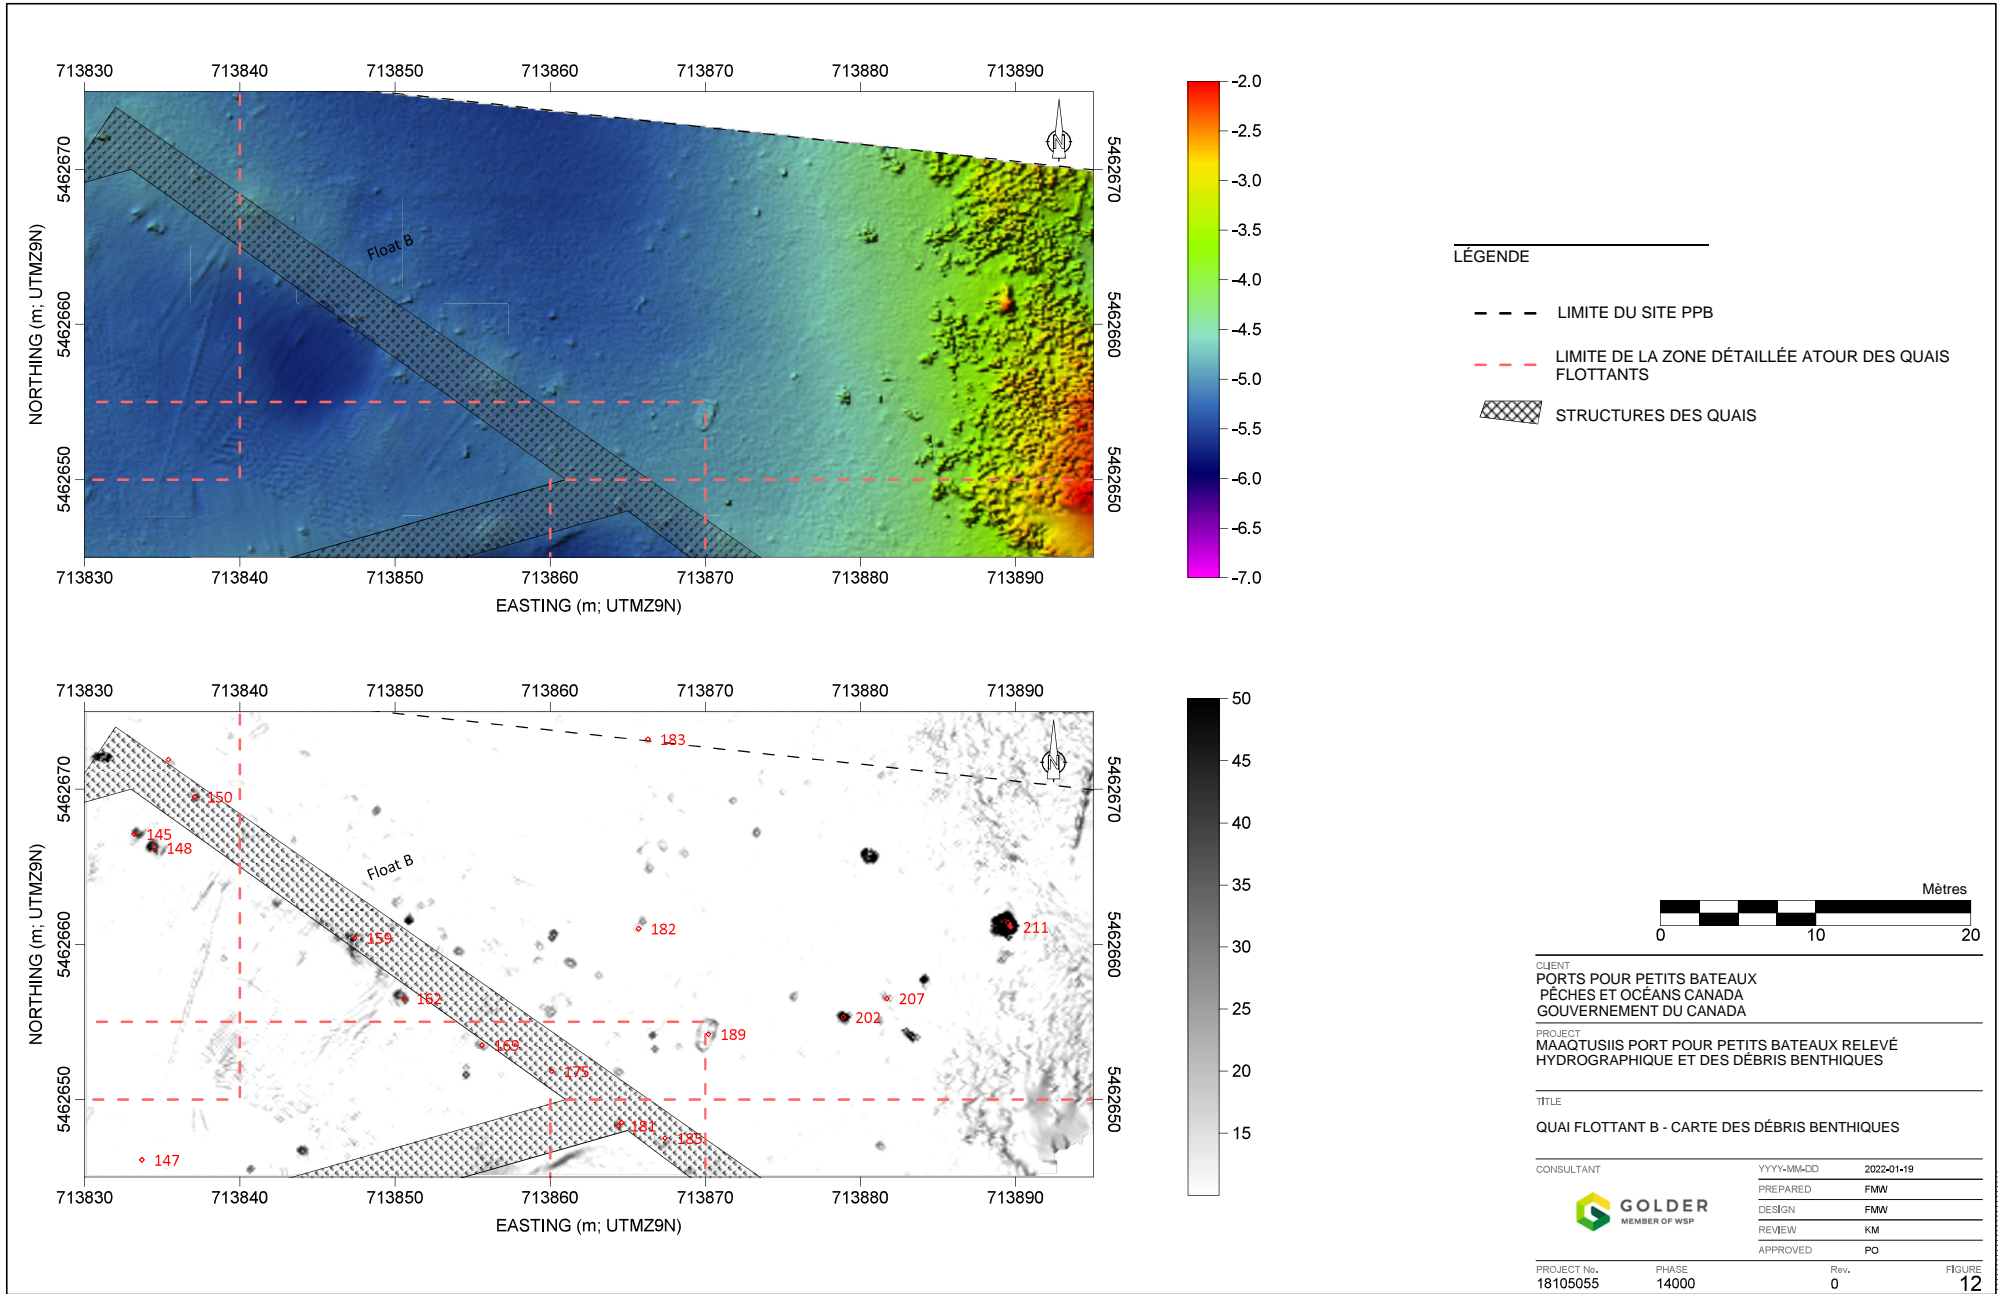 713830 713840 713850 713860 713870 713880 713890
NORTHING (m; UTMZ9N)
5462670
5462660
5462650
5462670
5462660
5462650
Float B
713830 713840 713850 713860 713870 713880 713890
EASTING (m; UTMZ9N)
-2.0
-2.5
-3.0
-3.5
-4.0
-4.5
-5.0
-5.5
-6.0
-6.5
-7.0
N
LÉGENDE
LIMITE DU SITE PPB
LIMITE DE LA ZONE DÉTAILLÉE ATOUR DES QUAIS
FLOTTANTS
STRUCTURES DES QUAIS
713830 713840 713850 713860 713870 713880 713890
NORTHING (m; UTMZ9N)
5462670
5462660
5462650
5462670
5462660
5462650
N
183
150
145
148
Float B
182
211
159
162
207
202
189
169
175
181
185
147
713830 713840 713850 713860 713870 713880 713890
EASTING (m; UTMZ9N)
50
45
40
35
30
25
20
15
Mètres
0 10 20
CLIENT
PORTS POUR PETITS BATEAUX
PÊCHES ET OCÉANS CANADA
GOUVERNEMENT DU CANADA
PROJECT
MAAQTUSIIS PORT POUR PETITS BATEAUX RELEVÉ
HYDROGRAPHIQUE ET DES DÉBRIS BENTHIQUES
TITLE
QUAI FLOTTANT B - CARTE DES DÉBRIS BENTHIQUES
CONSULTANT
GOLDER
MEMBER OF WSP
YYYY-MM-DD 2022-01-19
PREPARED FMW
DESIGN FMW
REVIEW KM
APPROVED PO
PROJECT No. PHASE Rev. FIGURE
18105055 14000 0 12